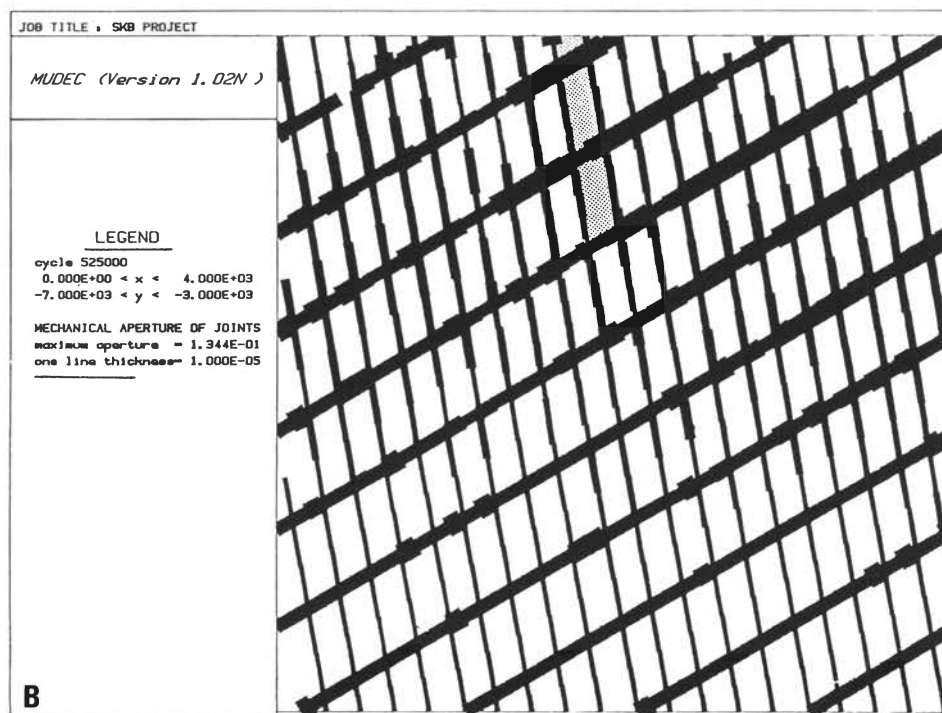 JOB TITLE : SKB PROJECT
MUDEC (Version 1.02N )
LEGEND
cycle 525000
0.000E+00 < x < 4.000E+03
-7.000E+03 < y < -3.000E+03
MECHANICAL APERTURE OF JOINTS
maximum aperture = 1.344E-01
one line thickness= 1.000E-05
B